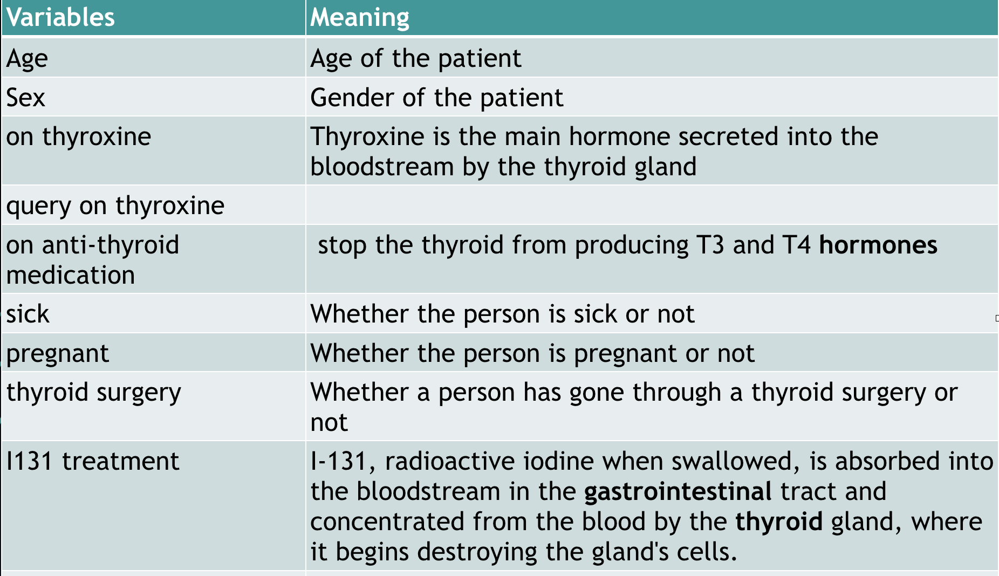 Variables Meaning
Age Age of the patient
Sex Gender of the patient
on thyroxine Thyroxine is the main hormone secreted into the
bloodstream by the thyroid gland
query on thyroxine
on anti-thyroid stop the thyroid from producing T3 and T4 hormones
medication
sick Whether the person is sick or not
pregnant Whether the person is pregnant or not
thyroid surgery Whether a person has gone through a thyroid surgery or
not
I131 treatment I-131, radioactive iodine when swallowed, is absorbed into
the bloodstream in the gastrointestinal tract and
concentrated from the blood by the thyroid gland, where
it begins destroying the gland's cells.